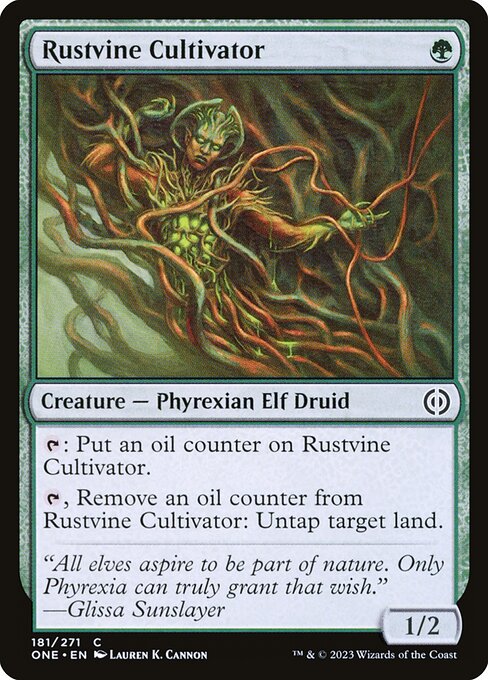 Rustvine Cultivator
Creature — Phyrexian Elf Druid
: Put an oil counter on Rustvine
Cultivator.
, Remove an oil counter from
Rustvine Cultivator: Untap target land.
“All elves aspire to be part of nature. Only
Phyrexia can truly grant that wish.”
—Glissa Sunslayer
1/2
181/271 C
ONE • EN Lauren K. Cannon
™ & © 2023 Wizards of the Coast